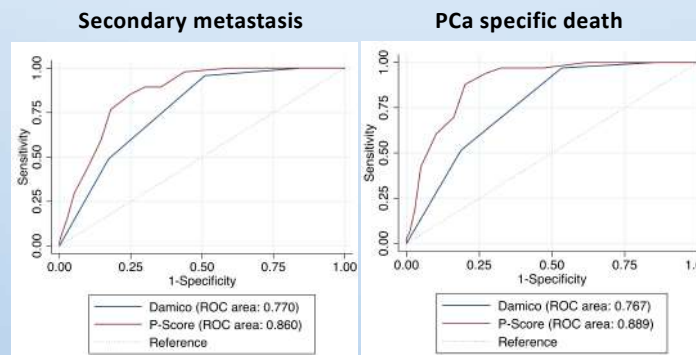 Secondary metastasis
Sensitivity
1.00
0.75
0.50
0.25
0.00
0.00 0.25 0.50 0.75 1.00
1-Specificity
Damico (ROC area: 0.770)
P-Score (ROC area: 0.860)
Reference
PCa specific death
Sensitivity
1.00
0.75
0.50
0.25
0.00
0.00 0.25 0.50 0.75 1.00
1-Specificity
Damico (ROC area: 0.767)
P-Score (ROC area: 0.889)
Reference